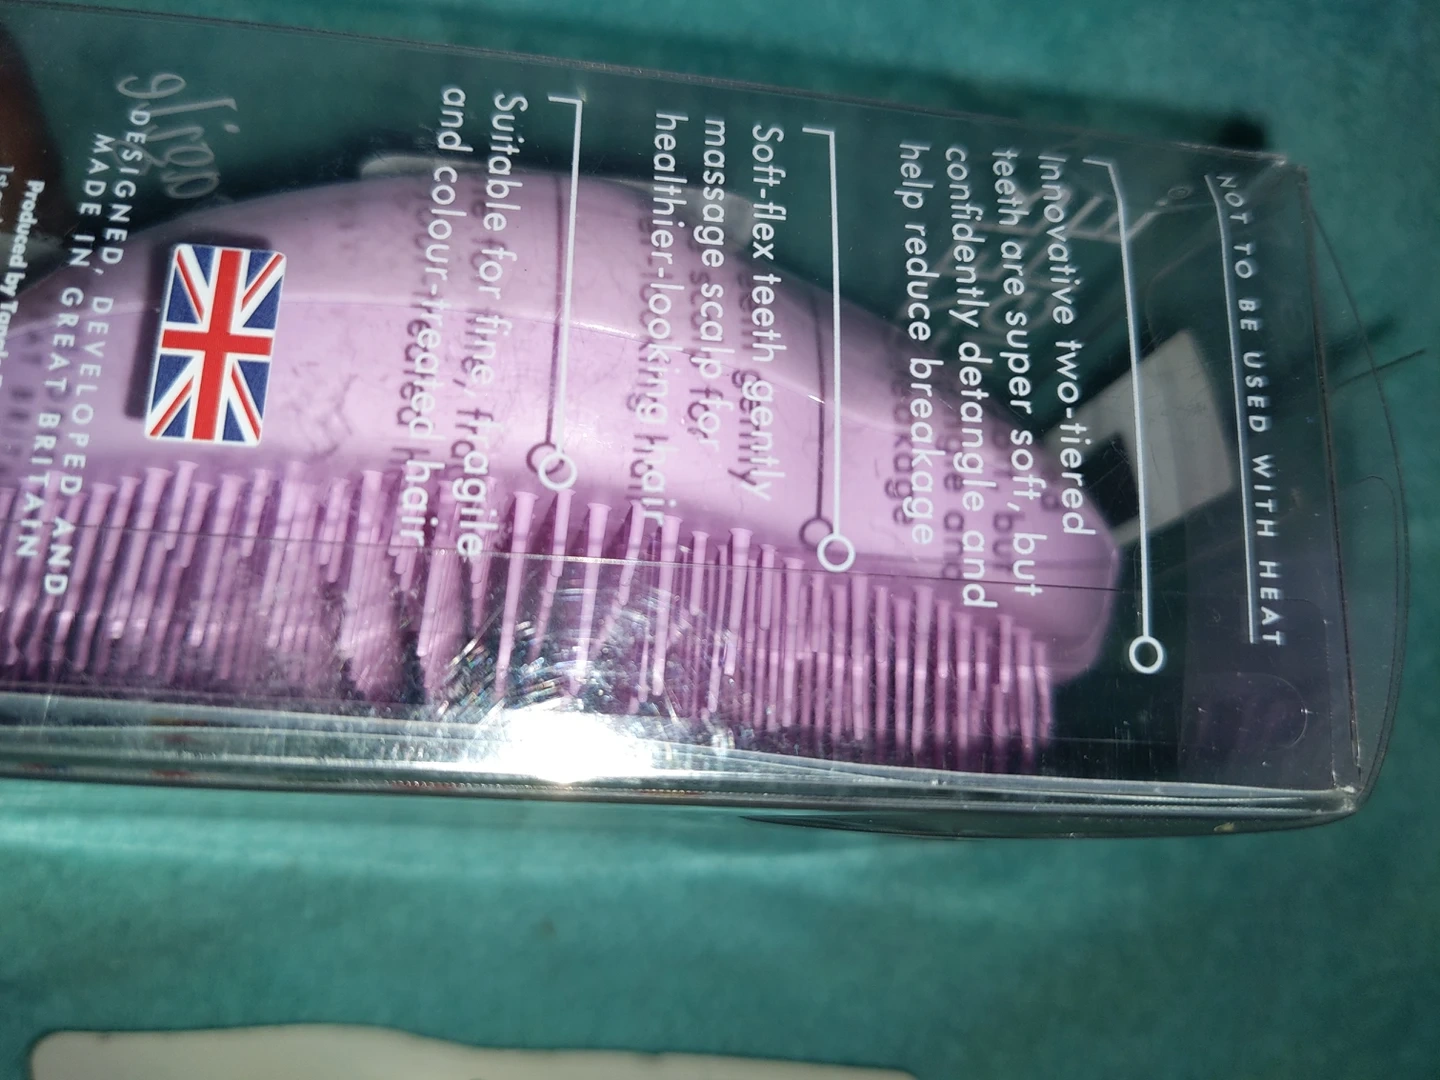 NOT TO BE USED WITH HEAT
Innovative two-tiered
teeth are super soft, but
confidently detangle and
help reduce breakage
Soft-flex teeth gently
massage scalp for
healthier-looking hair
Suitable for fine, fragile
and colour-treated hair
DESIGNED, DEVELOPED AND
MADE IN GREAT BRITAIN
Produced by